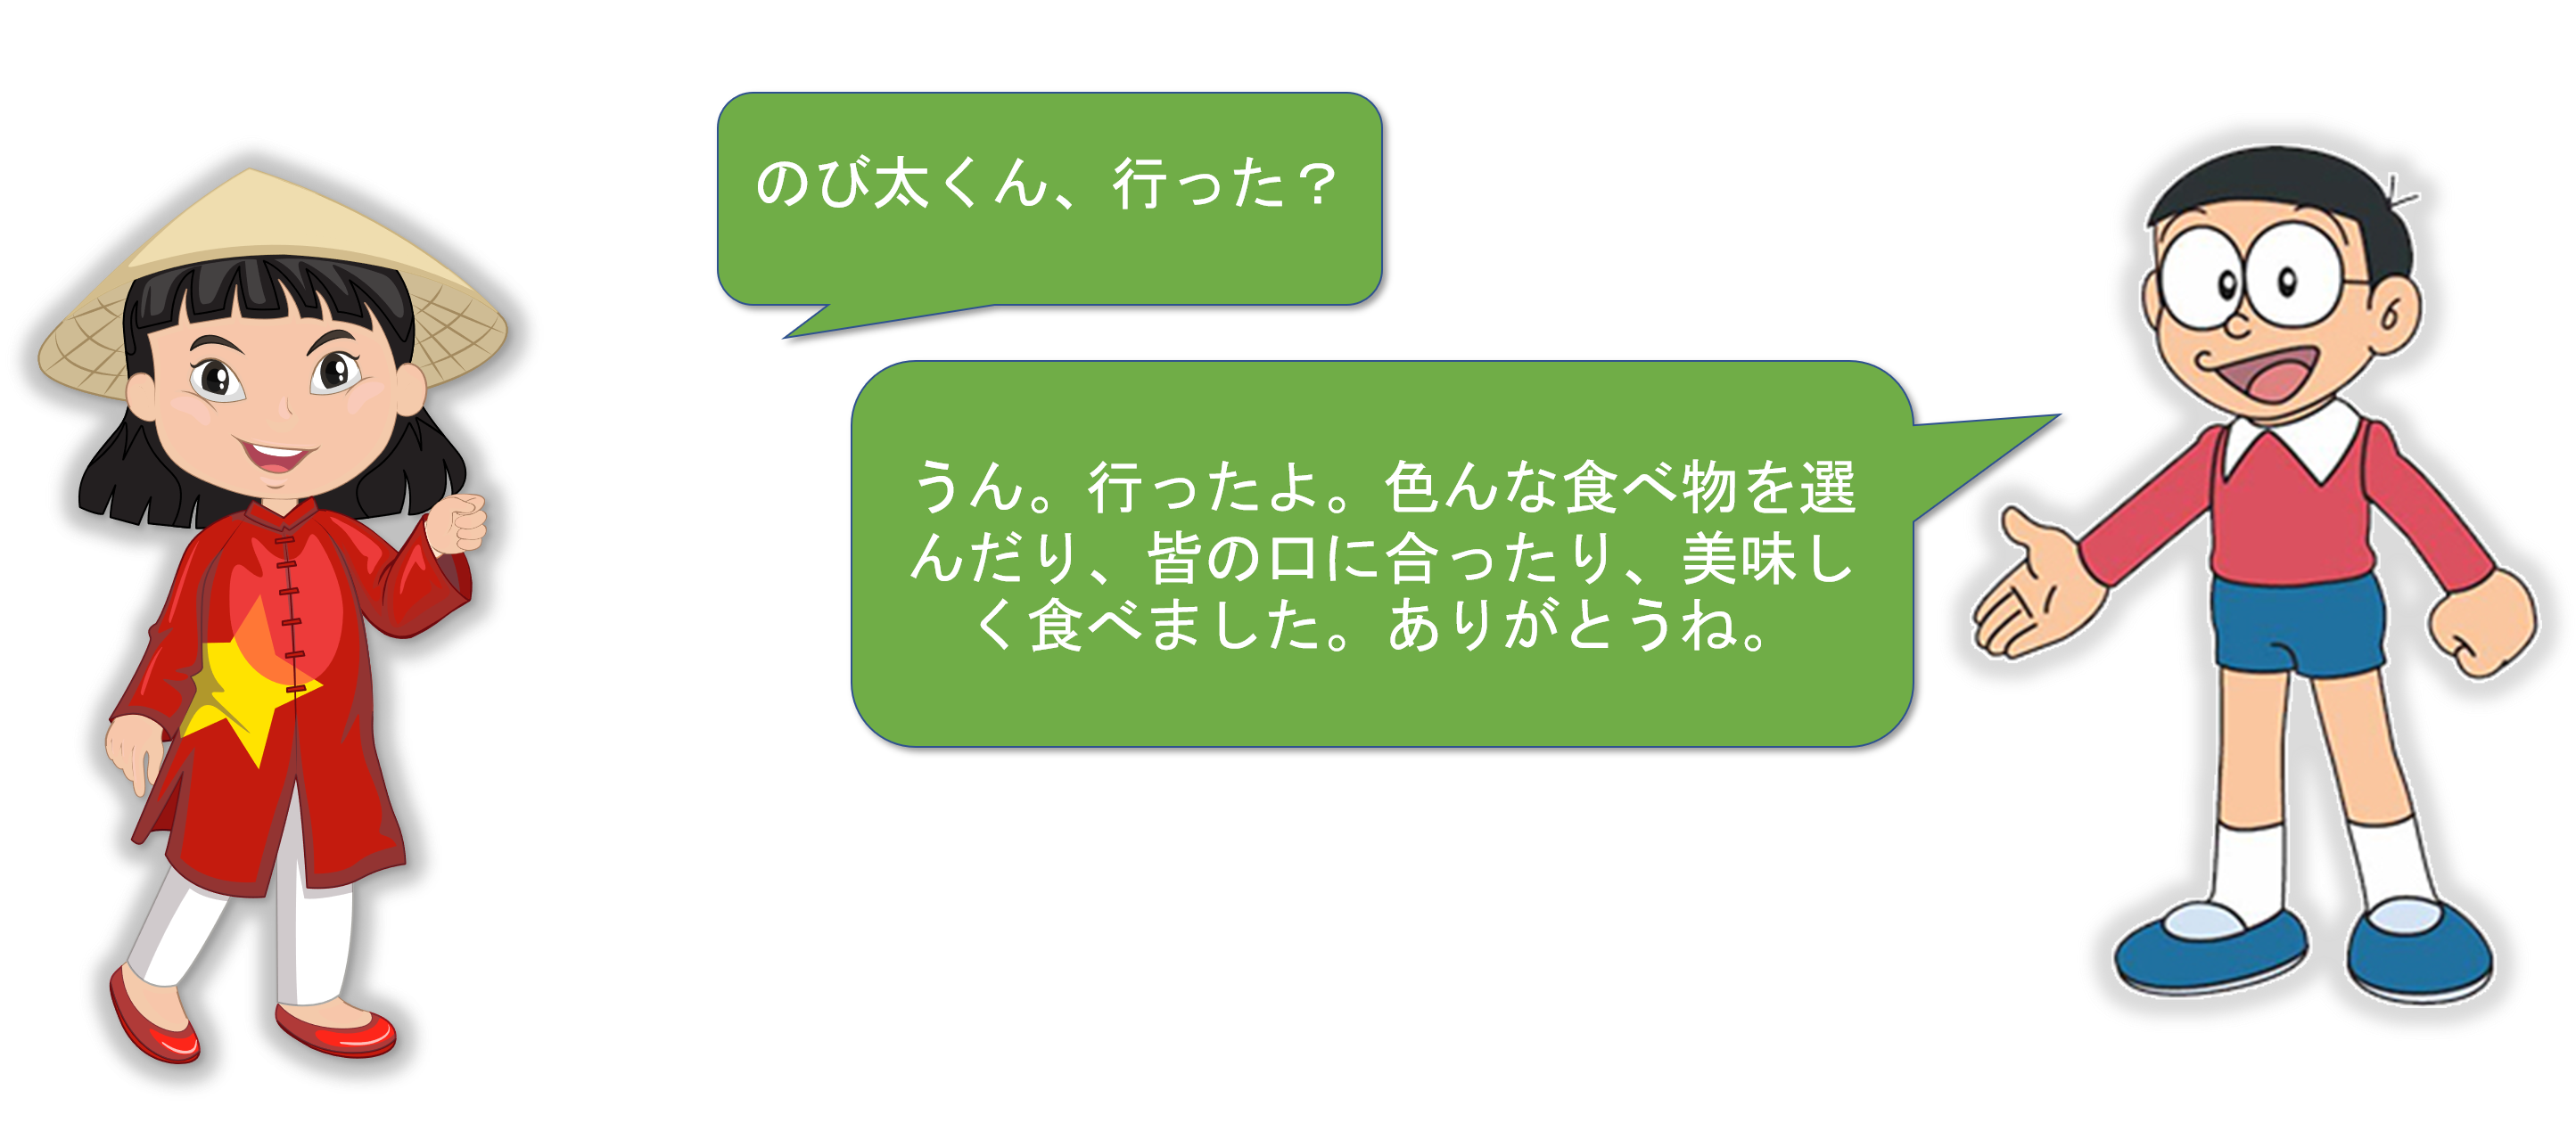 のび太くん、行った？
うん。行ったよ。色んな食べ物を選
んだり、皆の口に合ったり、美味し
く食べました。ありがとうね。